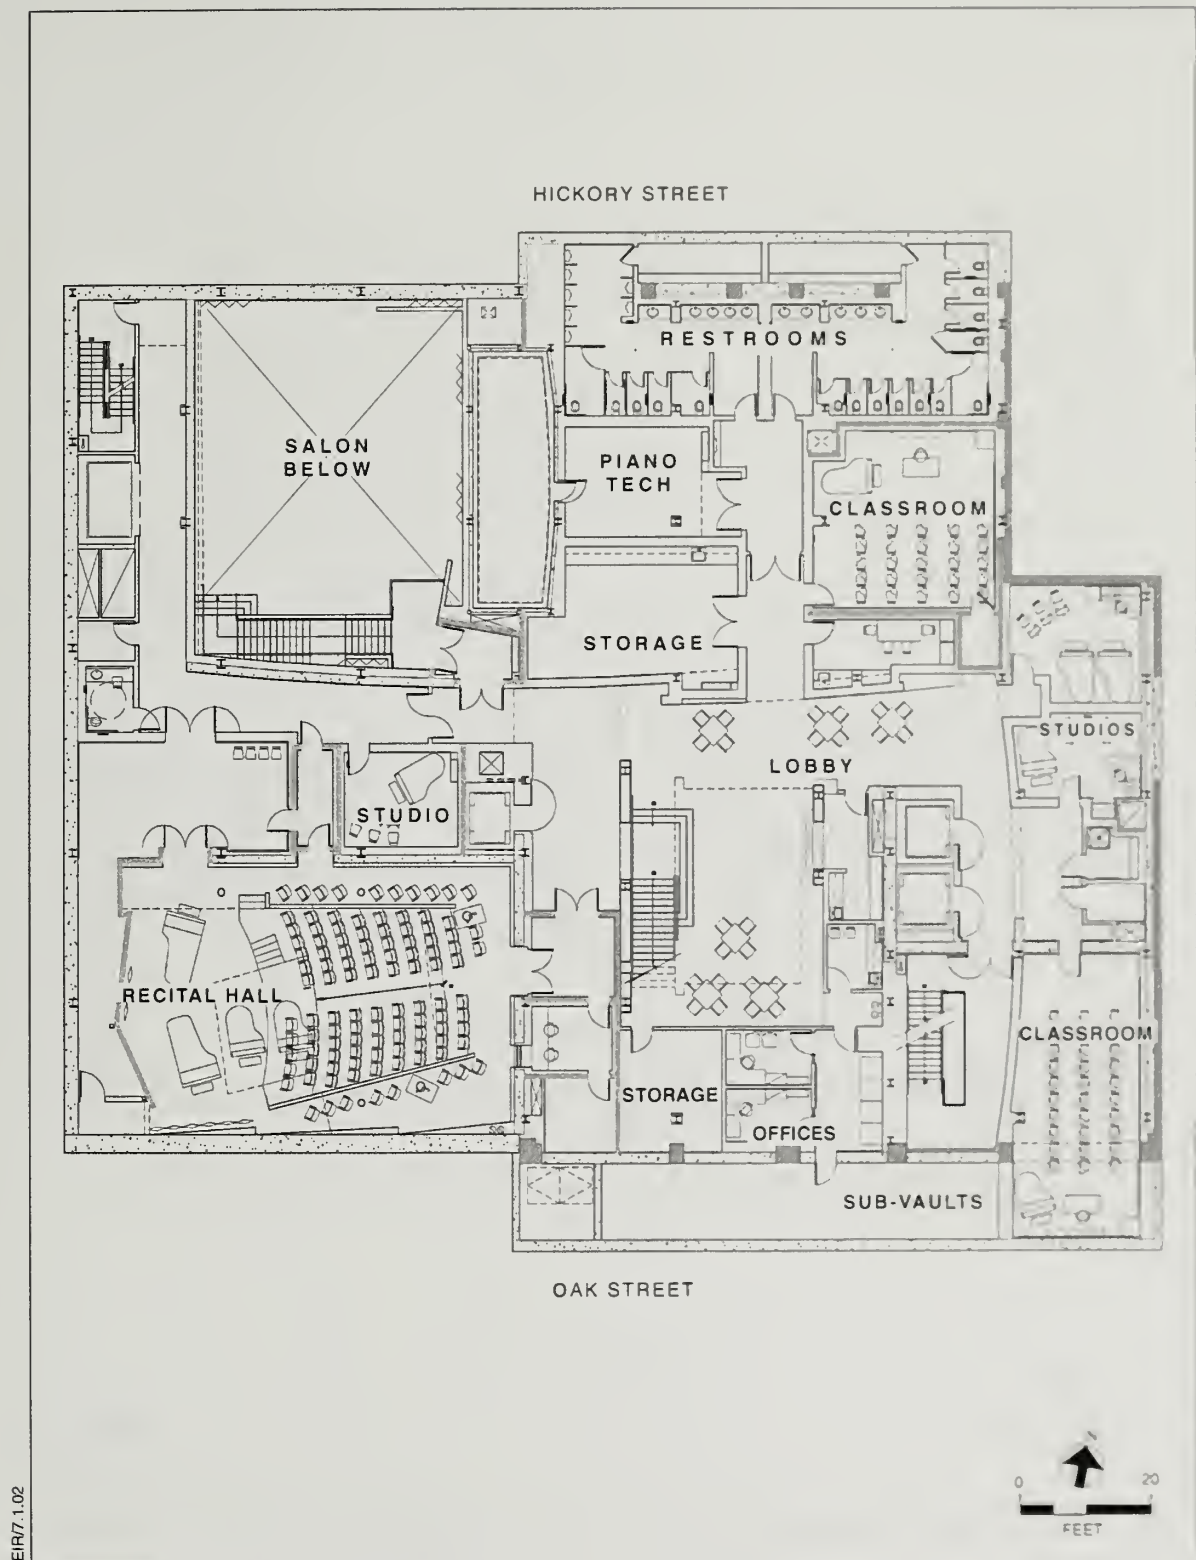 HICKORY STREET
RESTROOMS
SALON
BELOW
PIANO
TECH
CLASSROOM
STORAGE
STUDIOS
LOBBY
STUDIO
RECITAL HALL
CLASSROOM
STORAGE
OFFICES
SUB-VAULTS
OAK STREET
N
0 20
FEET
EIR/7.1.02